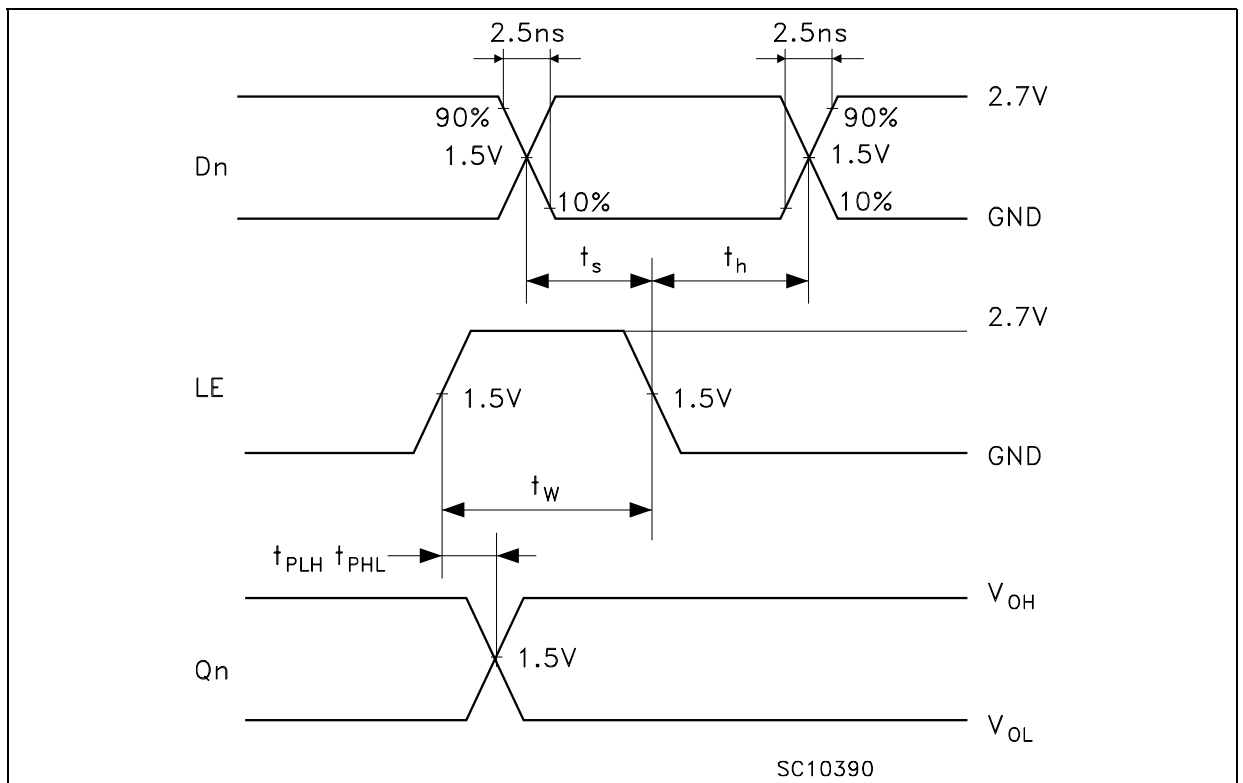 2.5ns 2.5ns
2.7V
90% 90%
Dn 1.5V 1.5V
10% 10%
GND
ts th
2.7V
LE 1.5V 1.5V
GND
tW
tPLH tPHL
VOH
Qn 1.5V
VOL
SC10390